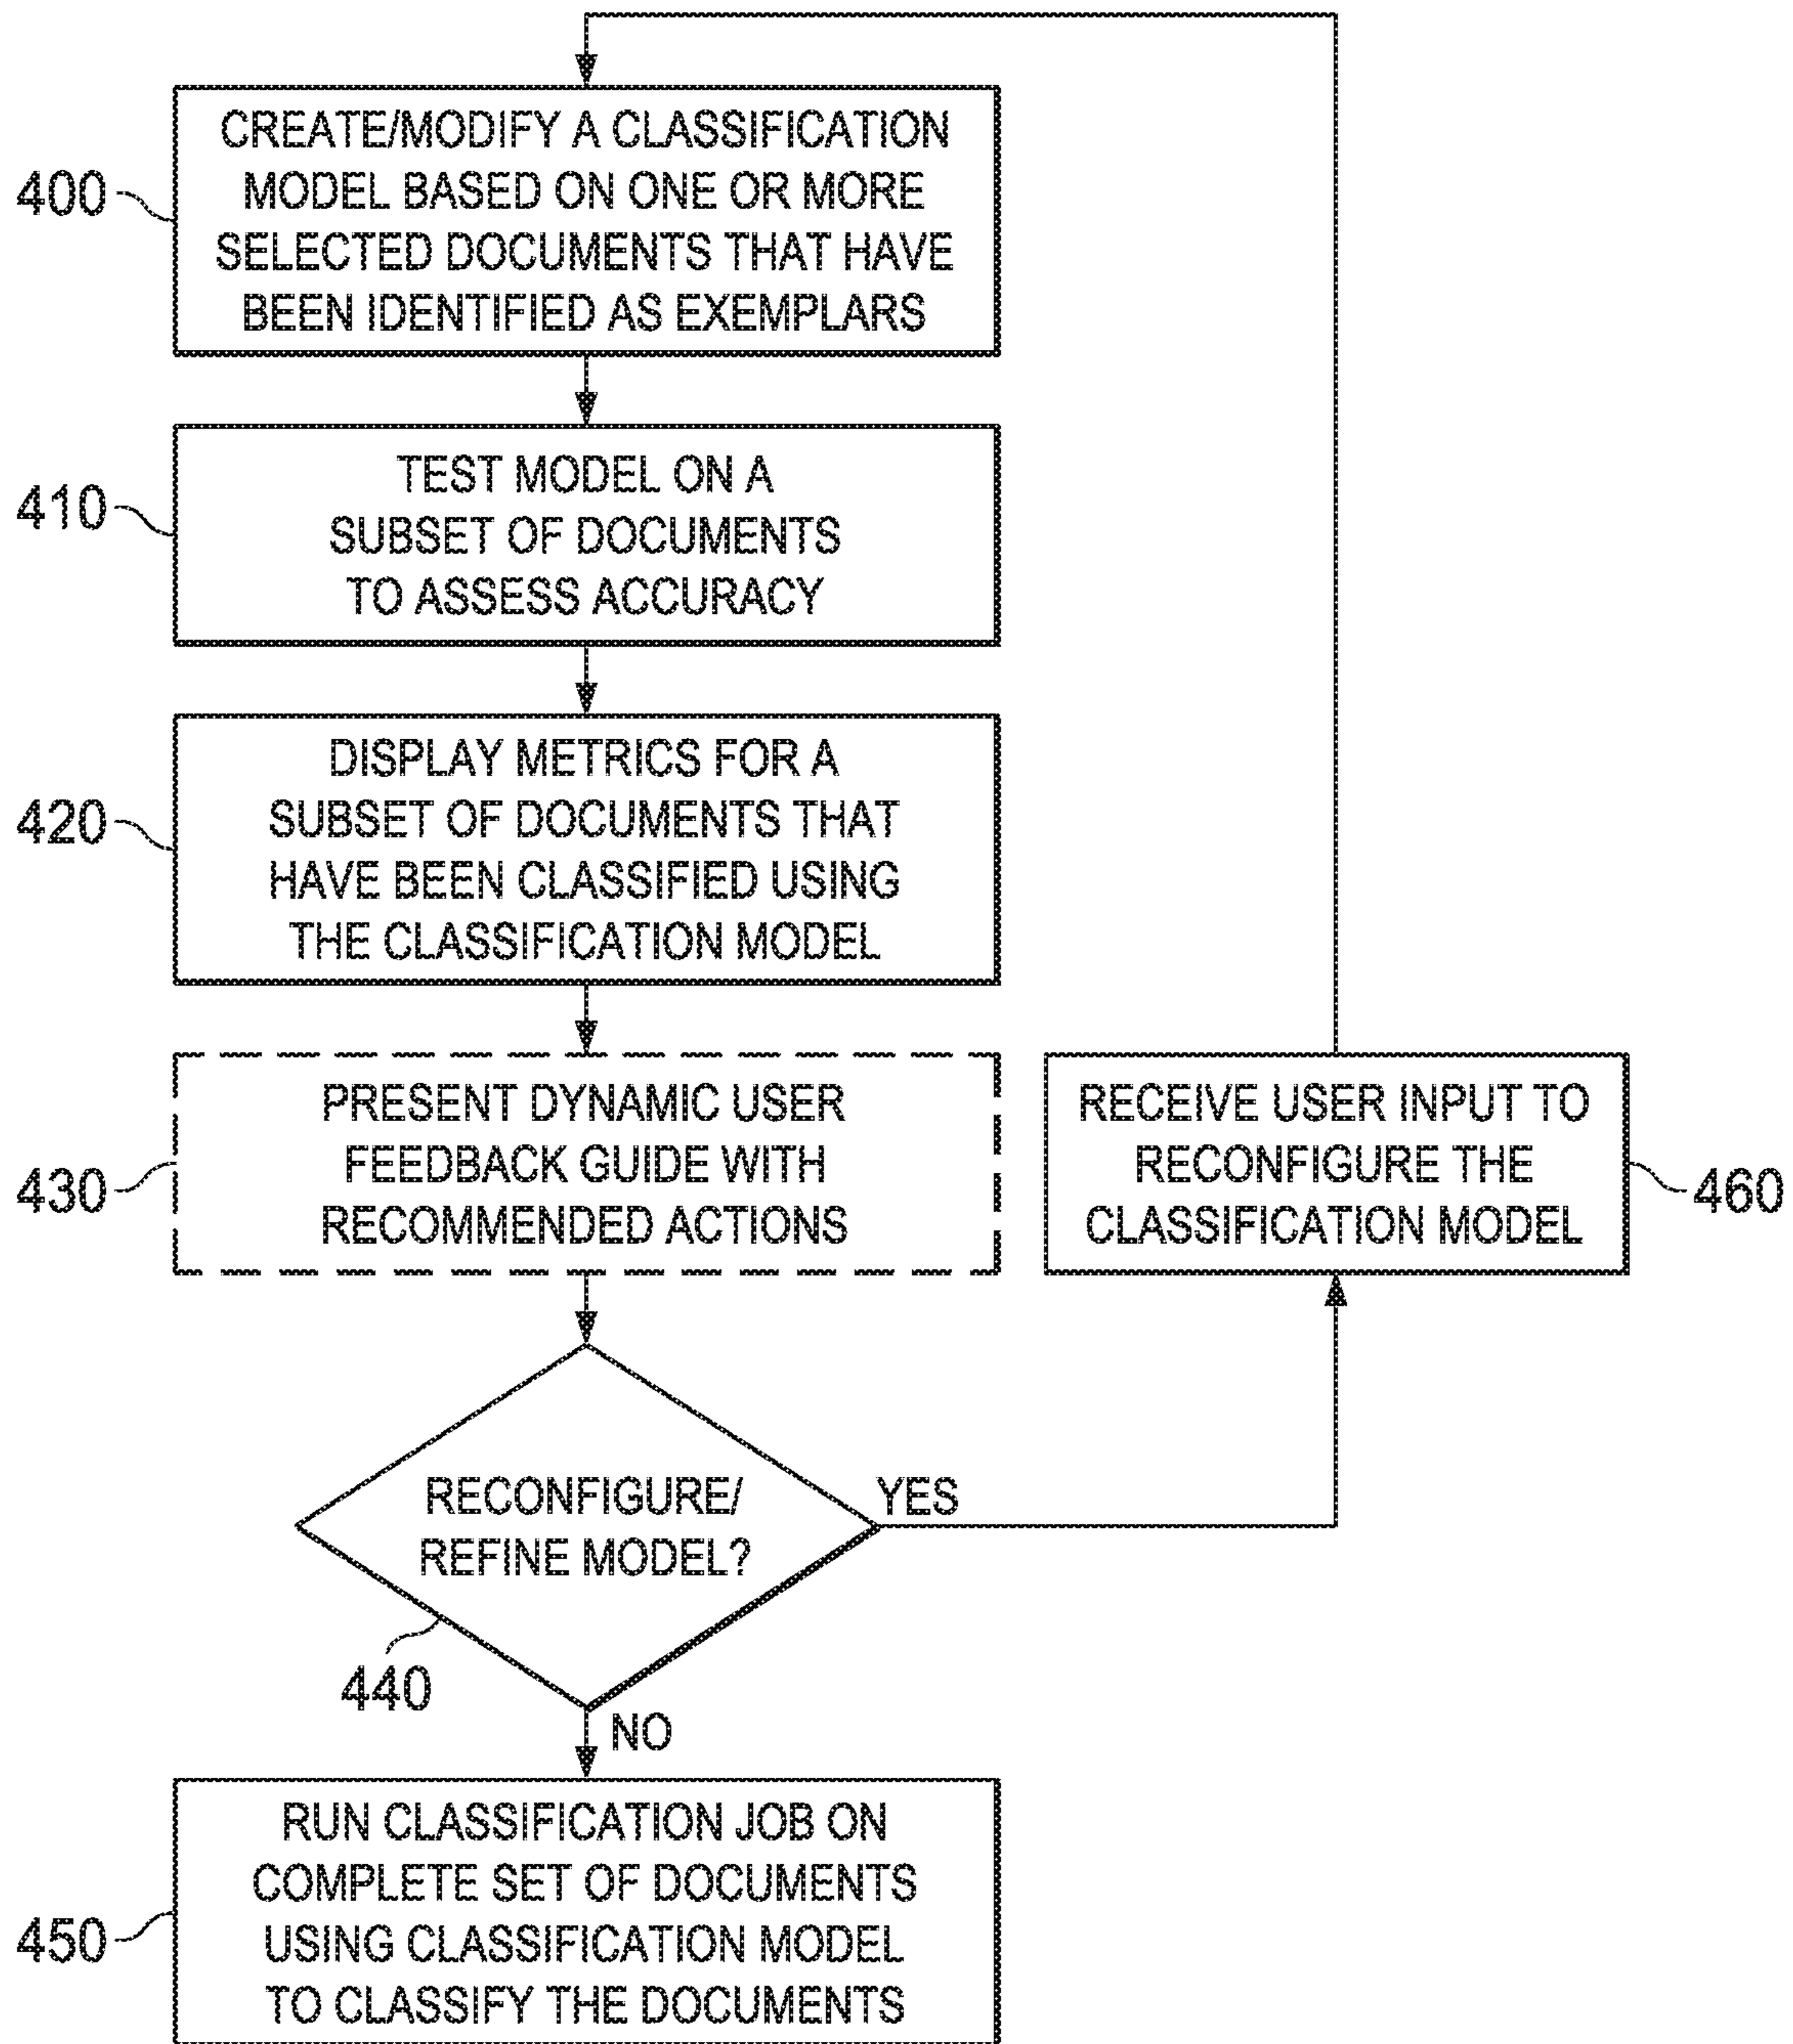 CREATE/MODIFY A CLASSIFICATION
MODEL BASED ON ONE OR MORE
SELECTED DOCUMENTS THAT HAVE
BEEN IDENTIFIED AS EXEMPLARS
400
TEST MODEL ON A
SUBSET OF DOCUMENTS
TO ASSESS ACCURACY
410
DISPLAY METRICS FOR A
SUBSET OF DOCUMENTS THAT
HAVE BEEN CLASSIFIED USING
THE CLASSIFICATION MODEL
420
PRESENT DYNAMIC USER
FEEDBACK GUIDE WITH
RECOMMENDED ACTIONS
430
RECEIVE USER INPUT TO
RECONFIGURE THE
CLASSIFICATION MODEL
460
RECONFIGURE/
REFINE MODEL?
YES
440
NO
RUN CLASSIFICATION JOB ON
COMPLETE SET OF DOCUMENTS
USING CLASSIFICATION MODEL
TO CLASSIFY THE DOCUMENTS
450